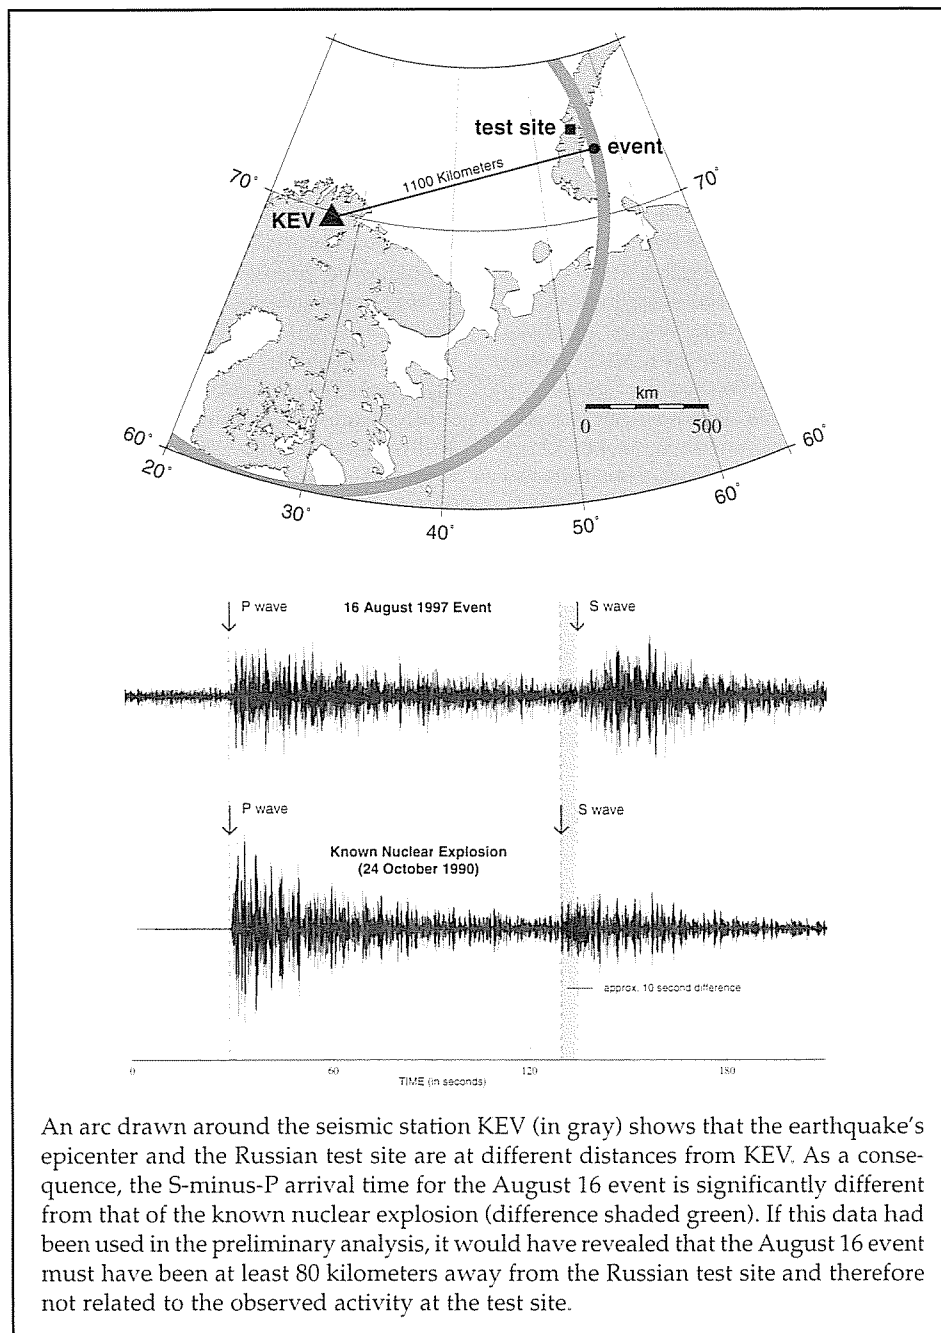 test site
event
1100 Kilometers
70°
70°
KEV
km
0 500
60°
60°
20°
30°
40°
50°
60°
P wave
16 August 1997 Event
S wave
P wave
S wave
Known Nuclear Explosion
(24 October 1990)
approx. 10 second difference
0 60 120 180
TIME (in seconds)
An arc drawn around the seismic station KEV (in gray) shows that the earthquake's
epicenter and the Russian test site are at different distances from KEV. As a conse-
quence, the S-minus-P arrival time for the August 16 event is significantly different
from that of the known nuclear explosion (difference shaded green). If this data had
been used in the preliminary analysis, it would have revealed that the August 16 event
must have been at least 80 kilometers away from the Russian test site and therefore
not related to the observed activity at the test site.